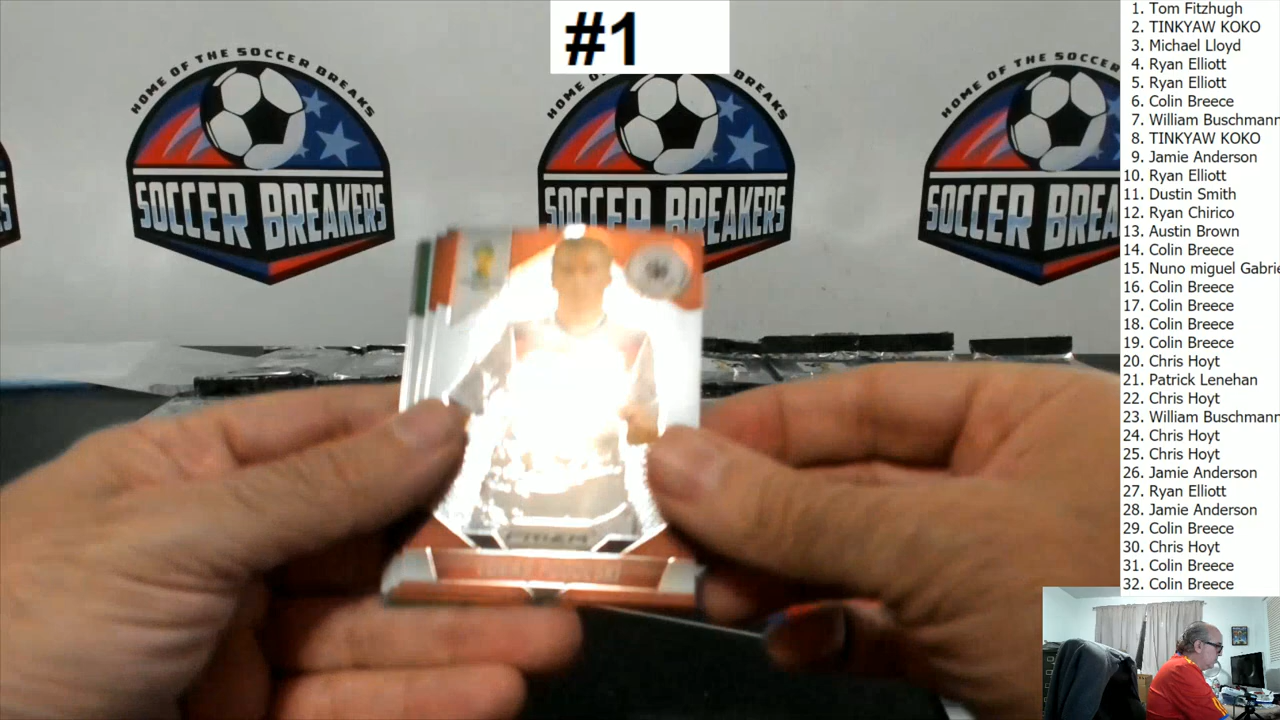 #1
HOME OF THE SOCCER BREAKS
SOCCER BREAKERS
HOME OF
BREAKS
SOCCER BREAKERS
HOME OF THE SOCCER
SOCCER BREA
PRIZM
1. Tom Fitzhugh
2. TINKYAW KOKO
3. Michael Lloyd
4. Ryan Elliott
5. Ryan Elliott
6. Colin Breece
7. William Buschmann
8. TINKYAW KOKO
9. Jamie Anderson
10. Ryan Elliott
11. Dustin Smith
12. Ryan Chirico
13. Austin Brown
14. Colin Breece
15. Nuno miguel Gabrie
16. Colin Breece
17. Colin Breece
18. Colin Breece
19. Colin Breece
20. Chris Hoyt
21. Patrick Lenehan
22. Chris Hoyt
23. William Buschmann
24. Chris Hoyt
25. Chris Hoyt
26. Jamie Anderson
27. Ryan Elliott
28. Jamie Anderson
29. Colin Breece
30. Chris Hoyt
31. Colin Breece
32. Colin Breece